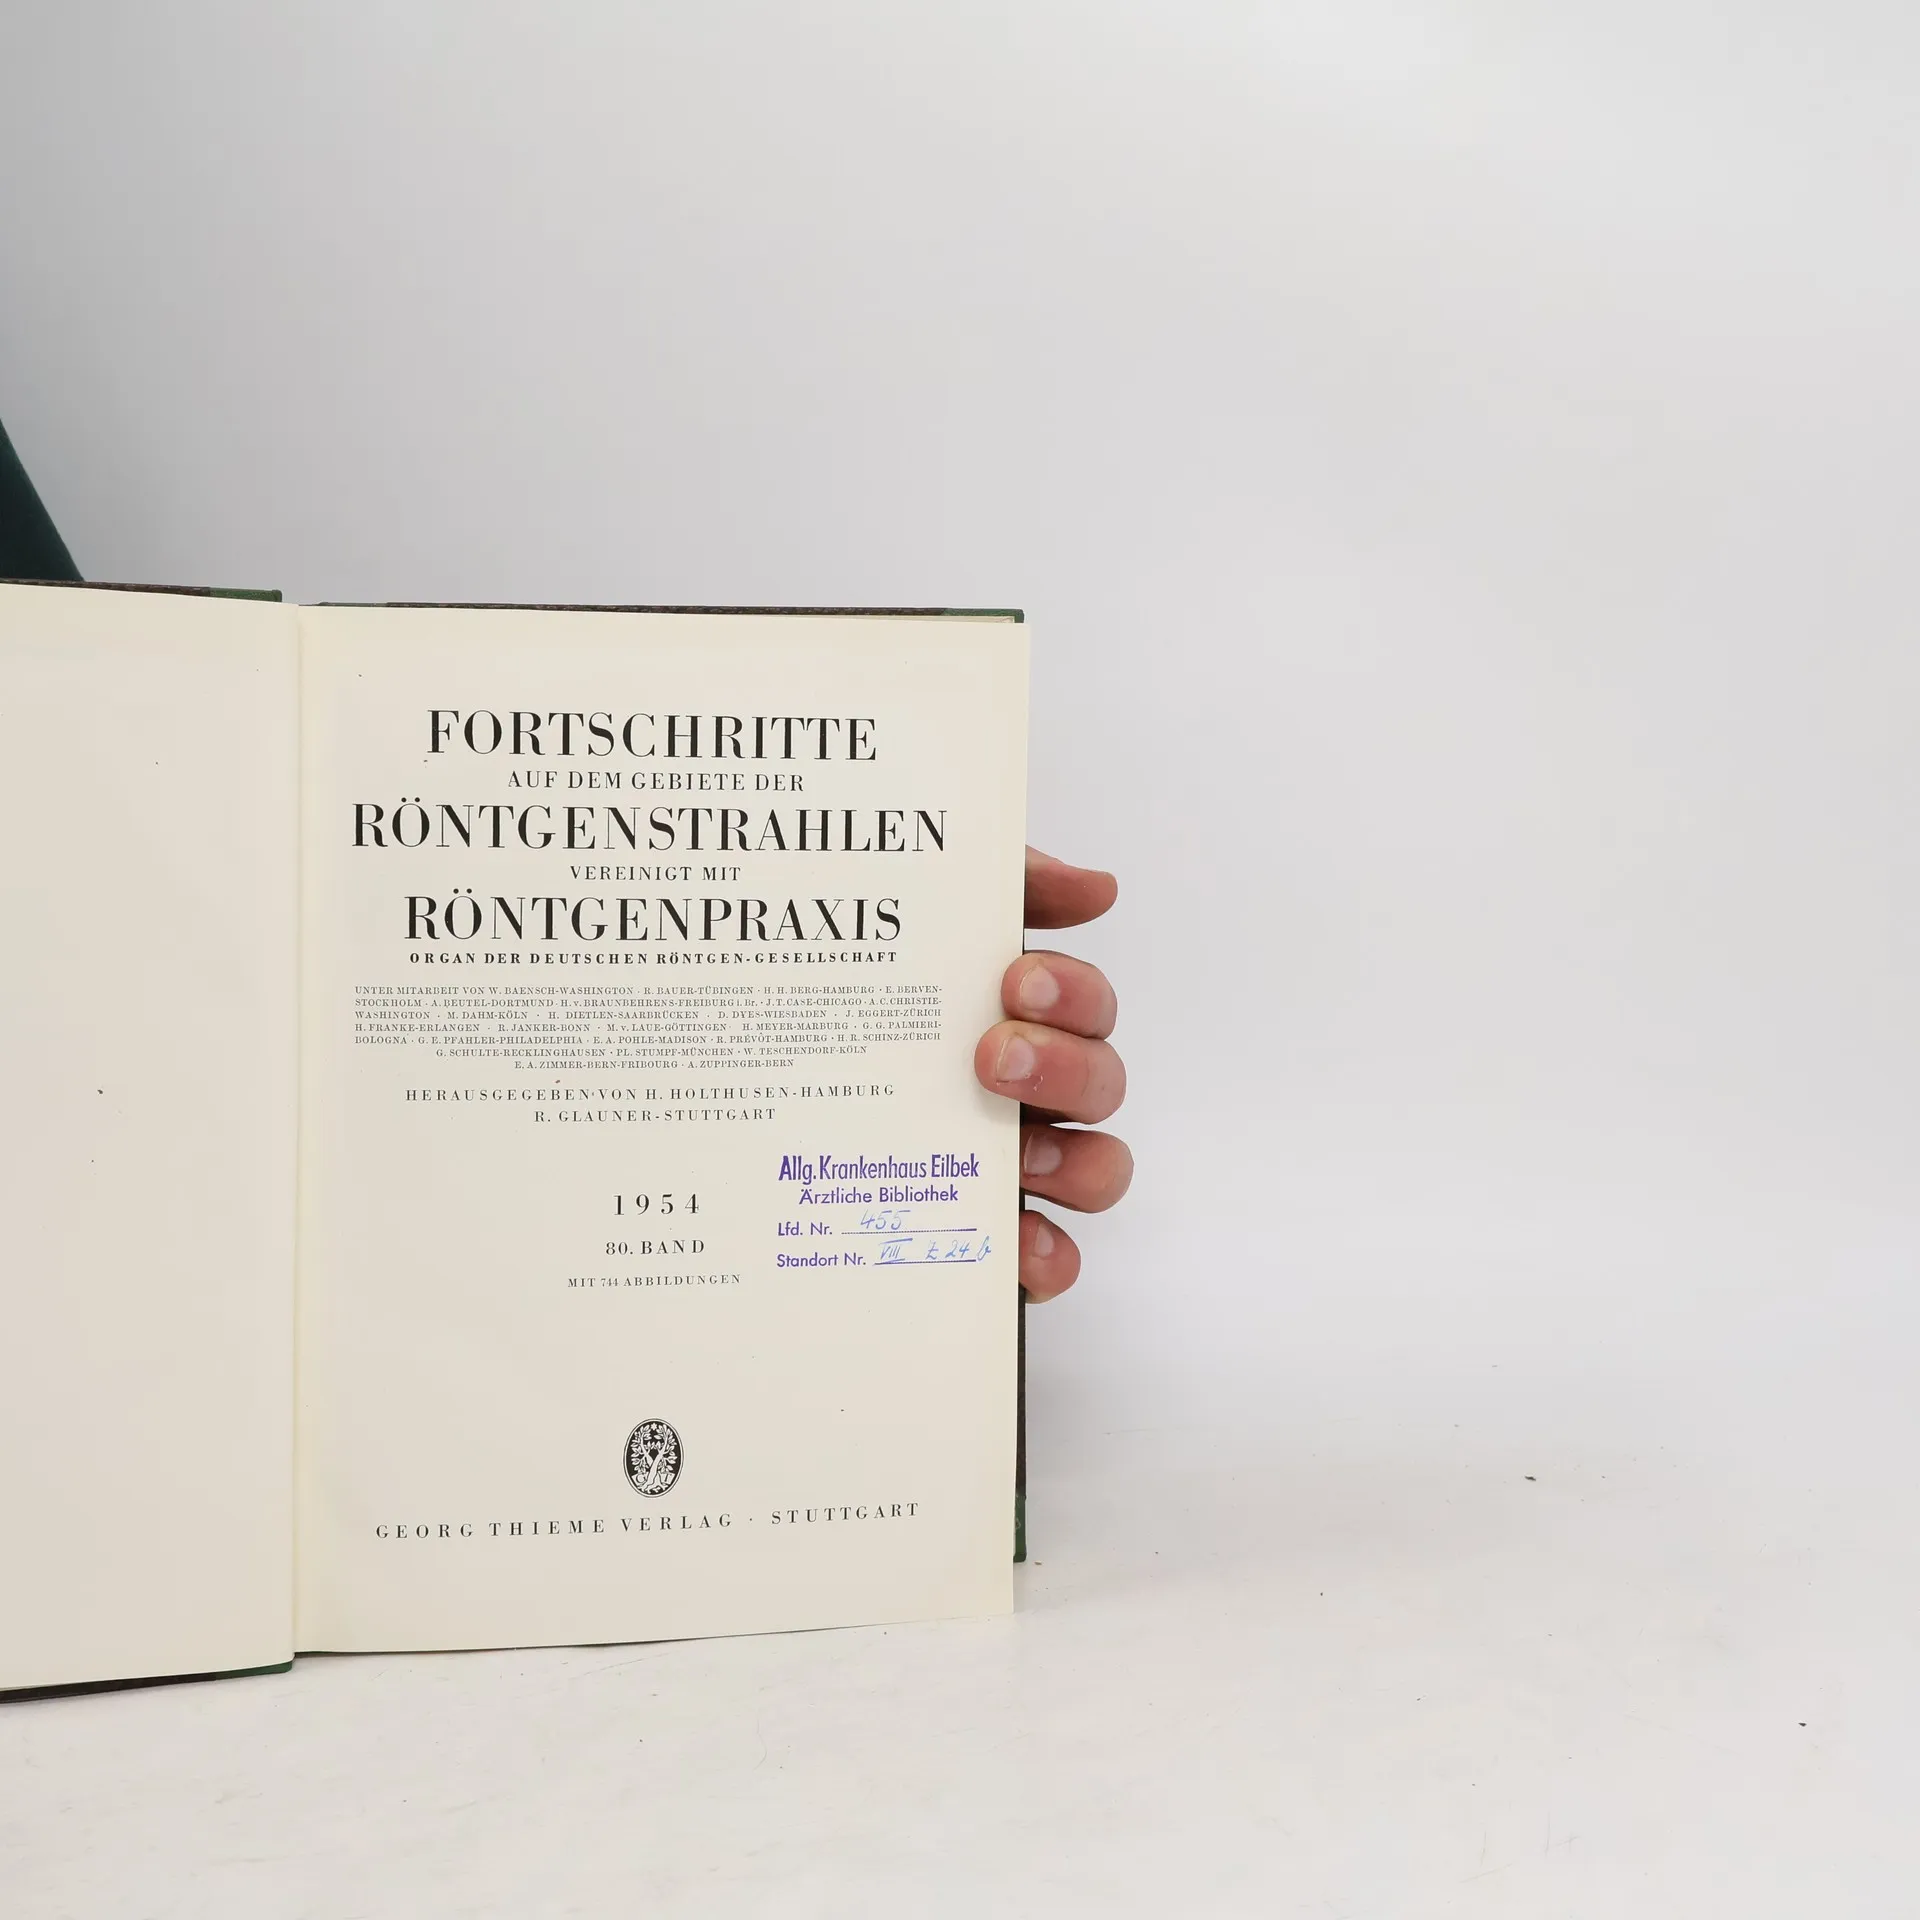 FORTSCHRITTE
AUF DEM GEBIETE DER
RÖNTGENSTRAHLEN
VEREINIGT MIT
RÖNTGENPRAXIS
ORGAN DER DEUTSCHEN RÖNTGEN-GESELLSCHAFT
UNTER MITARBEIT VON W. BAENSCH-WASHINGTON · R. BAUER-TÜBINGEN · H. H. BERG-HAMBURG · E. BERVEN-
STOCKHOLM · A. BEUTEL-DORTMUND · H. v. BRAUNBEHRENS-FREIBURG i. Br. · J. T. CASE-CHICAGO · A. C. CHRISTIE-
WASHINGTON · M. DAHM-KÖLN · H. DIETLEN-SAARBRÜCKEN · D. DYES-WIESBADEN · J. EGGERT-ZÜRICH
H. FRANKE-ERLANGEN · R. JANKER-BONN · M. v. LAUE-GÖTTINGEN · H. MEYER-MARBURG · G. G. PALMIERI-
BOLOGNA · G. E. PFAHLER-PHILADELPHIA · E. A. POHLE-MADISON · R. PRÉVÔT-HAMBURG · H. R. SCHINZ-ZÜRICH
G. SCHULTE-RECKLINGHAUSEN · PL. STUMPF-MÜNCHEN · W. TESCHENDORF-KÖLN
E. A. ZIMMER-BERN-FRIBOURG · A. ZUPPINGER-BERN
HERAUSGEGEBEN VON H. HOLTHUSEN-HAMBURG
R. GLAUNER-STUTTGART
1954
80. BAND
MIT 744 ABBILDUNGEN
Allg. Krankenhaus Eilbek
Ärztliche Bibliothek
Lfd. Nr. 455
Standort Nr. VIII Z 24 b
GEORG THIEME VERLAG · STUTTGART